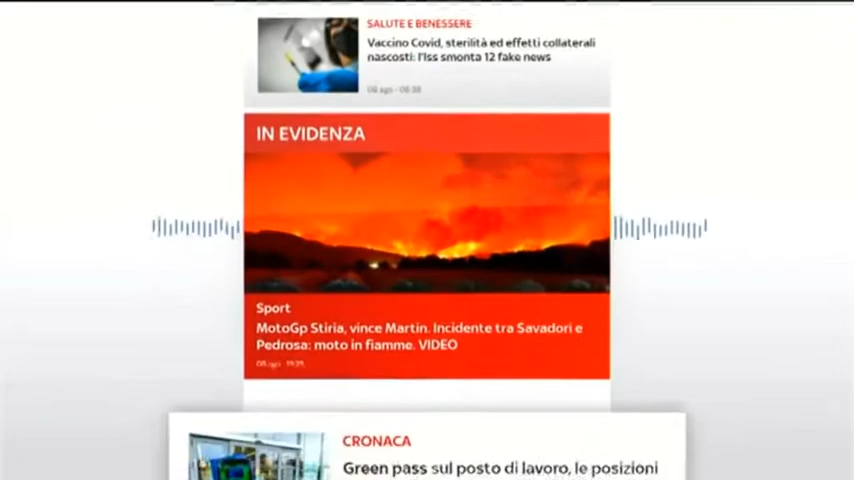 SALUTE E BENESSERE
Vaccino Covid, sterilità ed effetti collaterali
nascosti: l'Iss smonta 12 fake news
IN EVIDENZA
Sport
MotoGp Stiria, vince Martin. Incidente tra Savadori e
Pedrosa: moto in fiamme. VIDEO
08 ago
CRONACA
Green pass sul posto di lavoro, le posizioni